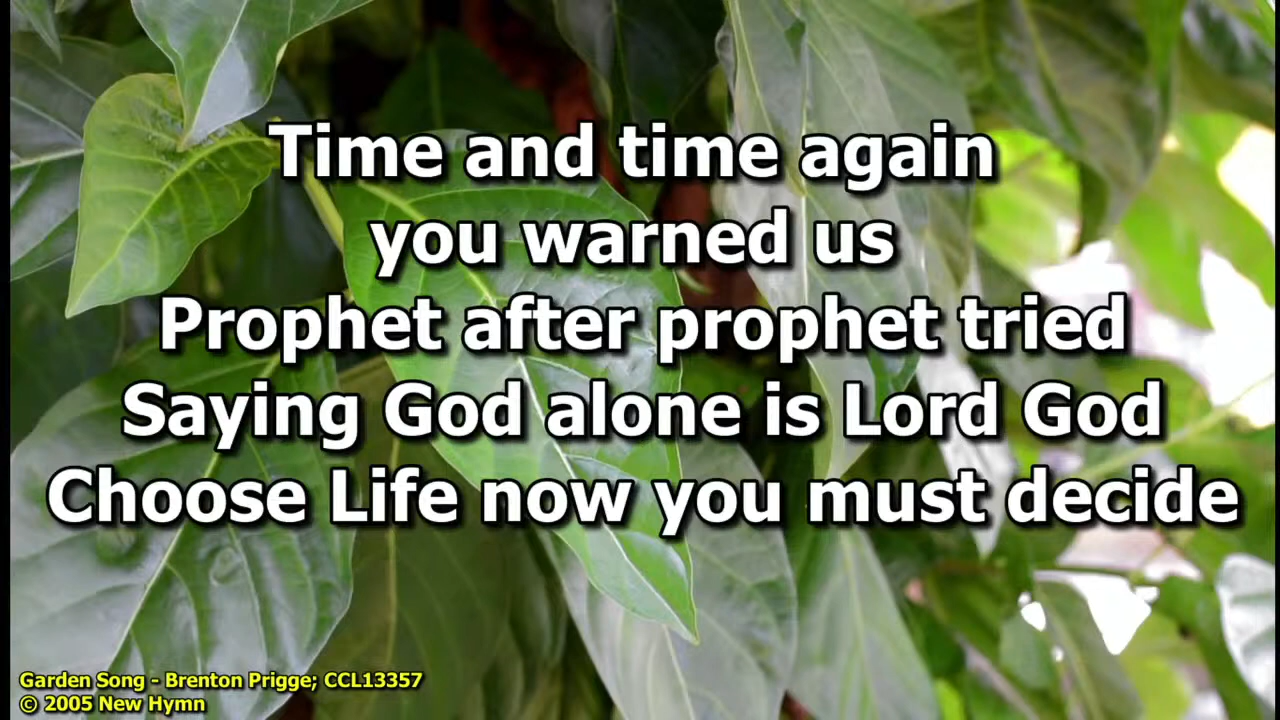 Time and time again
you warned us
Prophet after prophet tried
Saying God alone is Lord God
Choose Life now you must decide
Garden Song - Brenton Prigge; CCL13357
© 2005 New Hymn